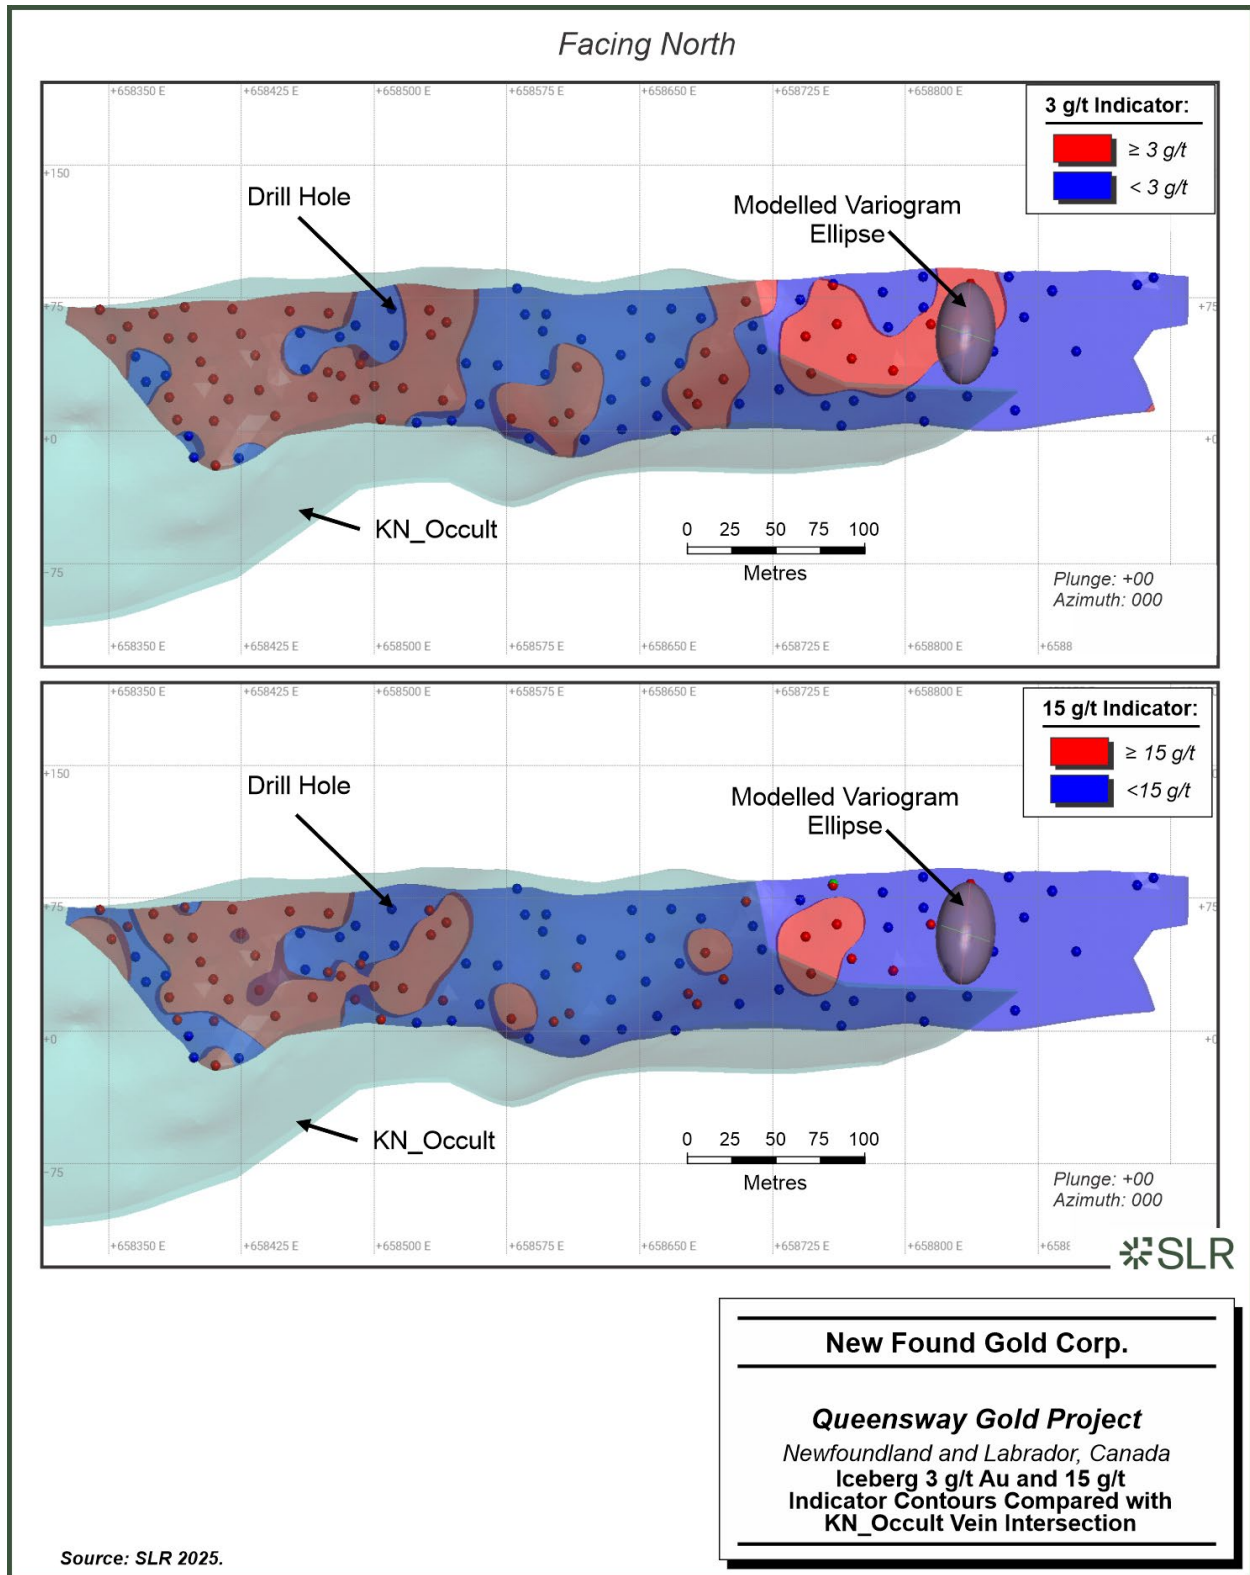 Facing North
+658350 E
+658425 E
+658500 E
+658575 E
+658650 E
+658725 E
+658800 E
3 g/t Indicator:
≥ 3 g/t
< 3 g/t
+150
Drill Hole
Modelled Variogram
Ellipse
+75
+75
+0
+0
KN_Occult
0 25 50 75 100
Metres
-75
Plunge: +00
Azimuth: 000
+658350 E
+658425 E
+658500 E
+658575 E
+658650 E
+658725 E
+658800 E
+6588
+658350 E
+658425 E
+658500 E
+658575 E
+658650 E
+658725 E
+658800 E
15 g/t Indicator:
≥ 15 g/t
<15 g/t
+150
Drill Hole
Modelled Variogram
Ellipse
+75
+75
+0
+0
KN_Occult
0 25 50 75 100
Metres
-75
Plunge: +00
Azimuth: 000
+658350 E
+658425 E
+658500 E
+658575 E
+658650 E
+658725 E
+658800 E
+6588
SLR
New Found Gold Corp.
Queensway Gold Project
Newfoundland and Labrador, Canada
Iceberg 3 g/t Au and 15 g/t
Indicator Contours Compared with
KN_Occult Vein Intersection
Source: SLR 2025.